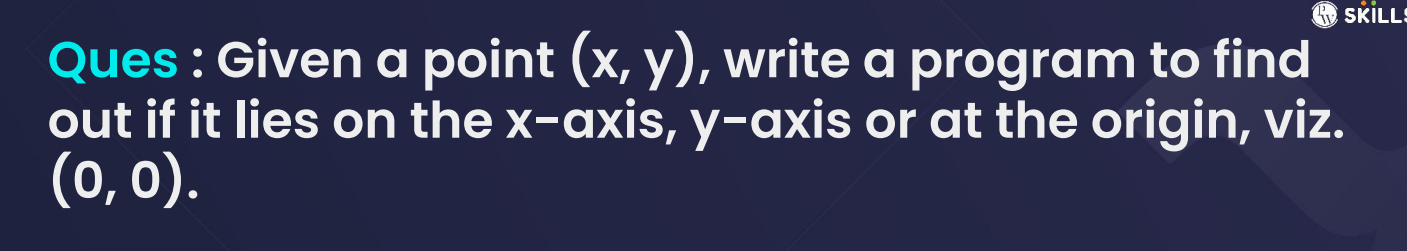 PW SKILLS
Ques : Given a point (x, y), write a program to find
out if it lies on the x-axis, y-axis or at the origin, viz.
(0, 0).